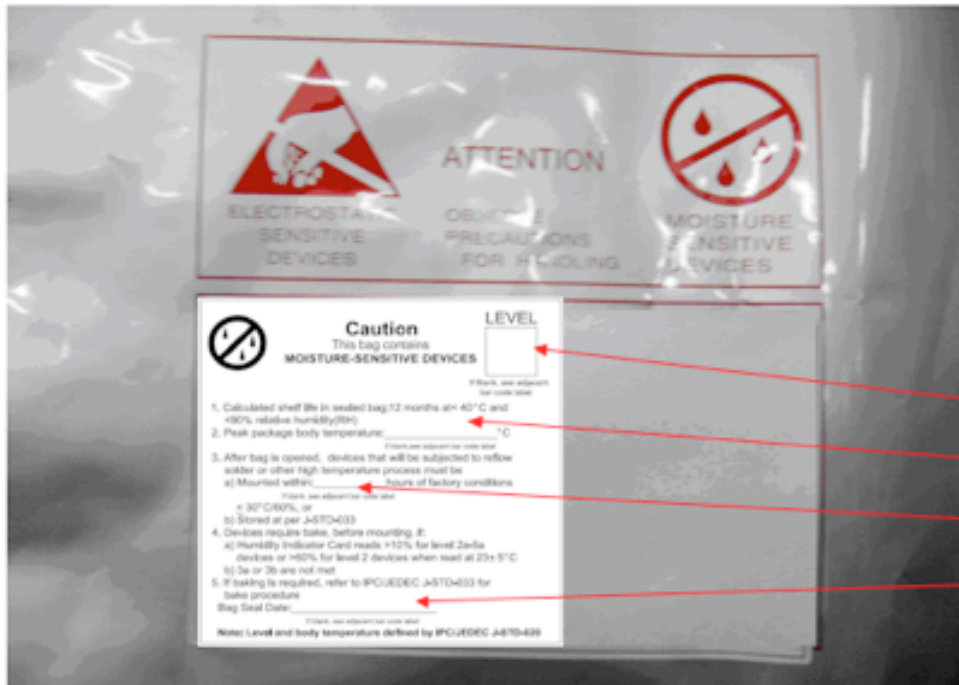 ATTENTION
ELECTROSTATIC
SENSITIVE
DEVICES
OBSERVE
PRECAUTIONS
FOR HANDLING
MOISTURE
SENSITIVE
DEVICES
LEVEL
Caution
This bag contains
MOISTURE-SENSITIVE DEVICES
If blank, see adjacent
bar code label
1. Calculated shelf life in sealed bag:12 months at< 40°C and
<90% relative humidity(RH)
2. Peak package body temperature:____________°C
If blank,see adjacent bar code label
3. After bag is opened, devices that will be subjected to reflow
solder or other high temperature process must be
a) Mounted within:________ hours of factory conditions
If blank, see adjacent bar code label
≤ 30°C/60%, or
b) Stored at per J-STD-033
4. Devices require bake, before mounting, if:
a) Humidity Indicator Card reads >10% for level 2a-5a
devices or >60% for level 2 devices when read at 23± 5°C
b) 3a or 3b are not met
5. If baking is required, refer to IPC/JEDEC J-STD-033 for
bake procedure
Bag Seal Date:________________
If blank, see adjacent bar code label
Note: Level and body temperature defined by IPC/JEDEC J-STD-020